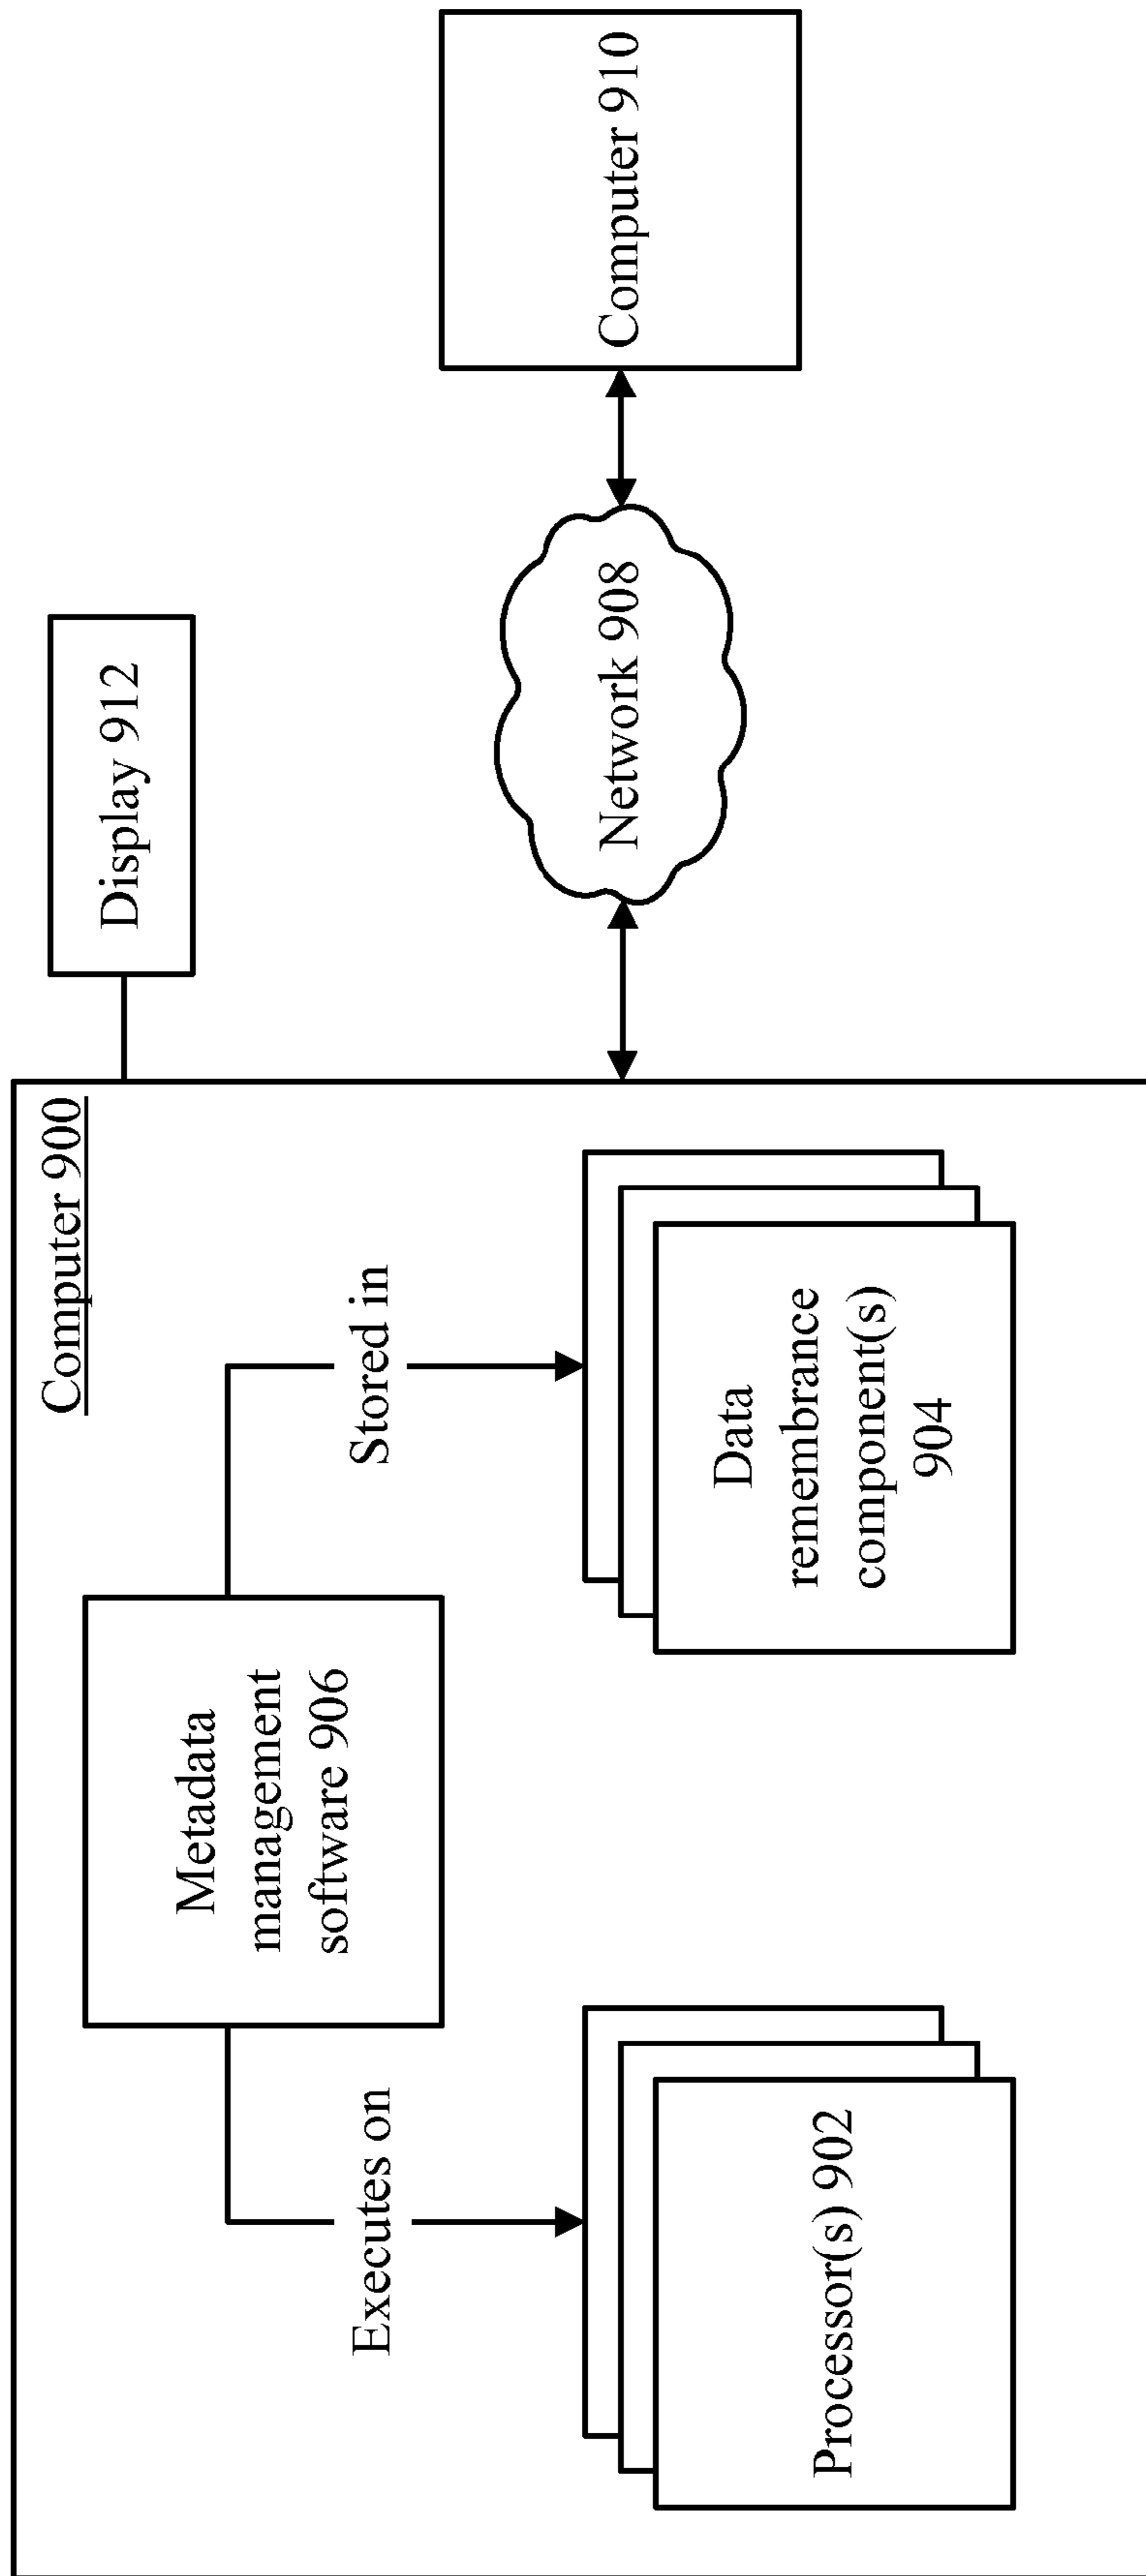 Computer 900
Metadata
management
software 906
Executes on
Stored in
Processor(s) 902
Data
remembrance
component(s)
904
Display 912
Network 908
Computer 910